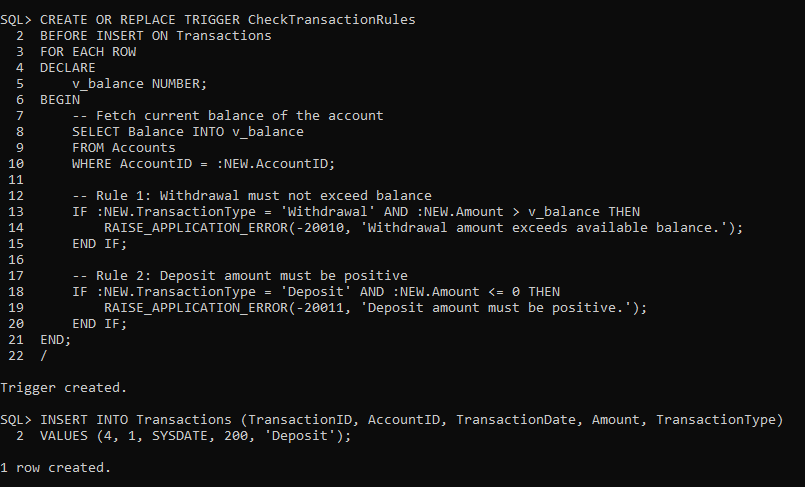 SQL> CREATE OR REPLACE TRIGGER CheckTransactionRules
  2  BEFORE INSERT ON Transactions
  3  FOR EACH ROW
  4  DECLARE
  5      v_balance NUMBER;
  6  BEGIN
  7      -- Fetch current balance of the account
  8      SELECT Balance INTO v_balance
  9      FROM Accounts
 10      WHERE AccountID = :NEW.AccountID;
 11
 12      -- Rule 1: Withdrawal must not exceed balance
 13      IF :NEW.TransactionType = 'Withdrawal' AND :NEW.Amount > v_balance THEN
 14          RAISE_APPLICATION_ERROR(-20010, 'Withdrawal amount exceeds available balance.');
 15      END IF;
 16
 17      -- Rule 2: Deposit amount must be positive
 18      IF :NEW.TransactionType = 'Deposit' AND :NEW.Amount <= 0 THEN
 19          RAISE_APPLICATION_ERROR(-20011, 'Deposit amount must be positive.');
 20      END IF;
 21  END;
 22  /

Trigger created.

SQL> INSERT INTO Transactions (TransactionID, AccountID, TransactionDate, Amount, TransactionType)
  2  VALUES (4, 1, SYSDATE, 200, 'Deposit');

1 row created.